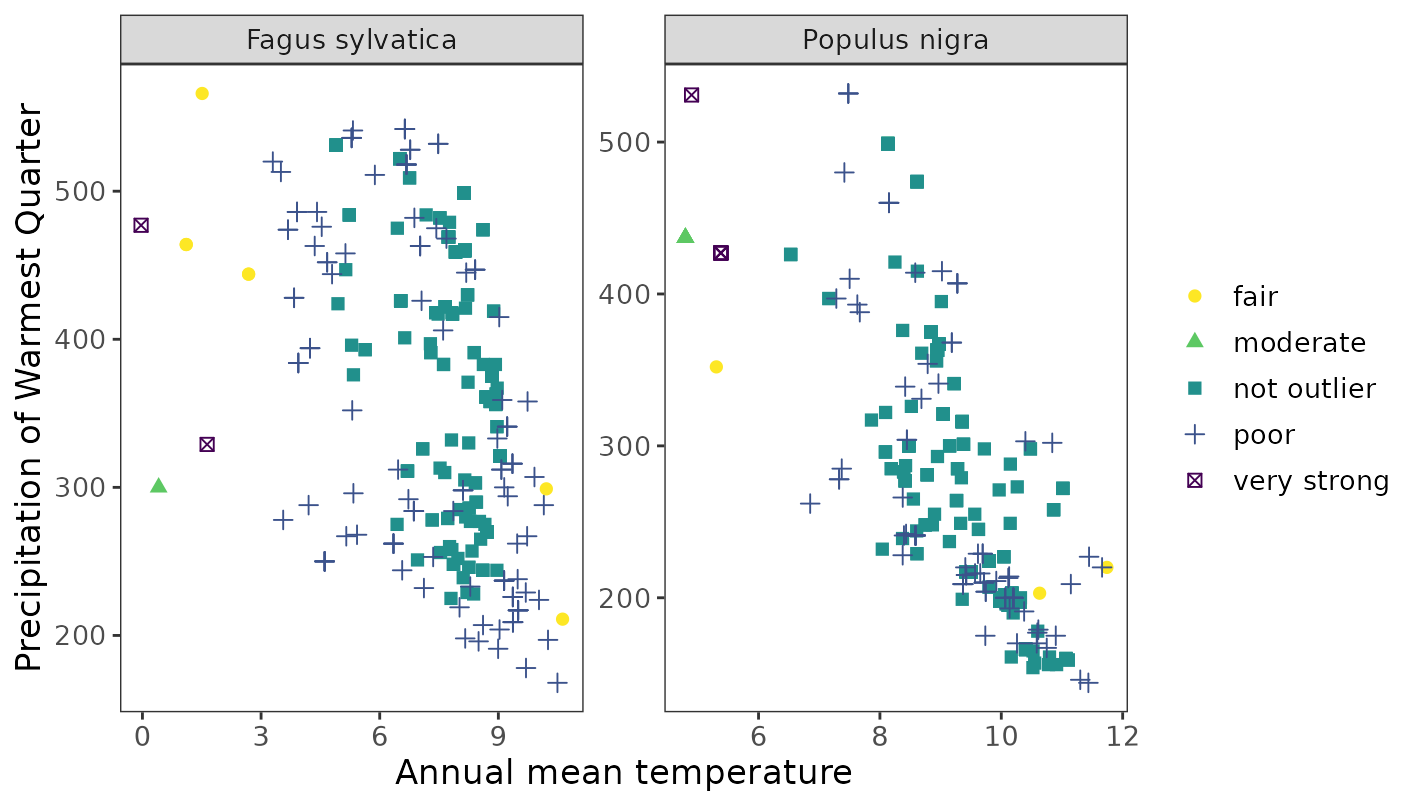 Fagus sylvatica
Populus nigra
Precipitation of Warmest Quarter
500
400
300
200
500
400
300
200
0 3 6 9
6 8 10 12
Annual mean temperature
fair
moderate
not outlier
poor
very strong